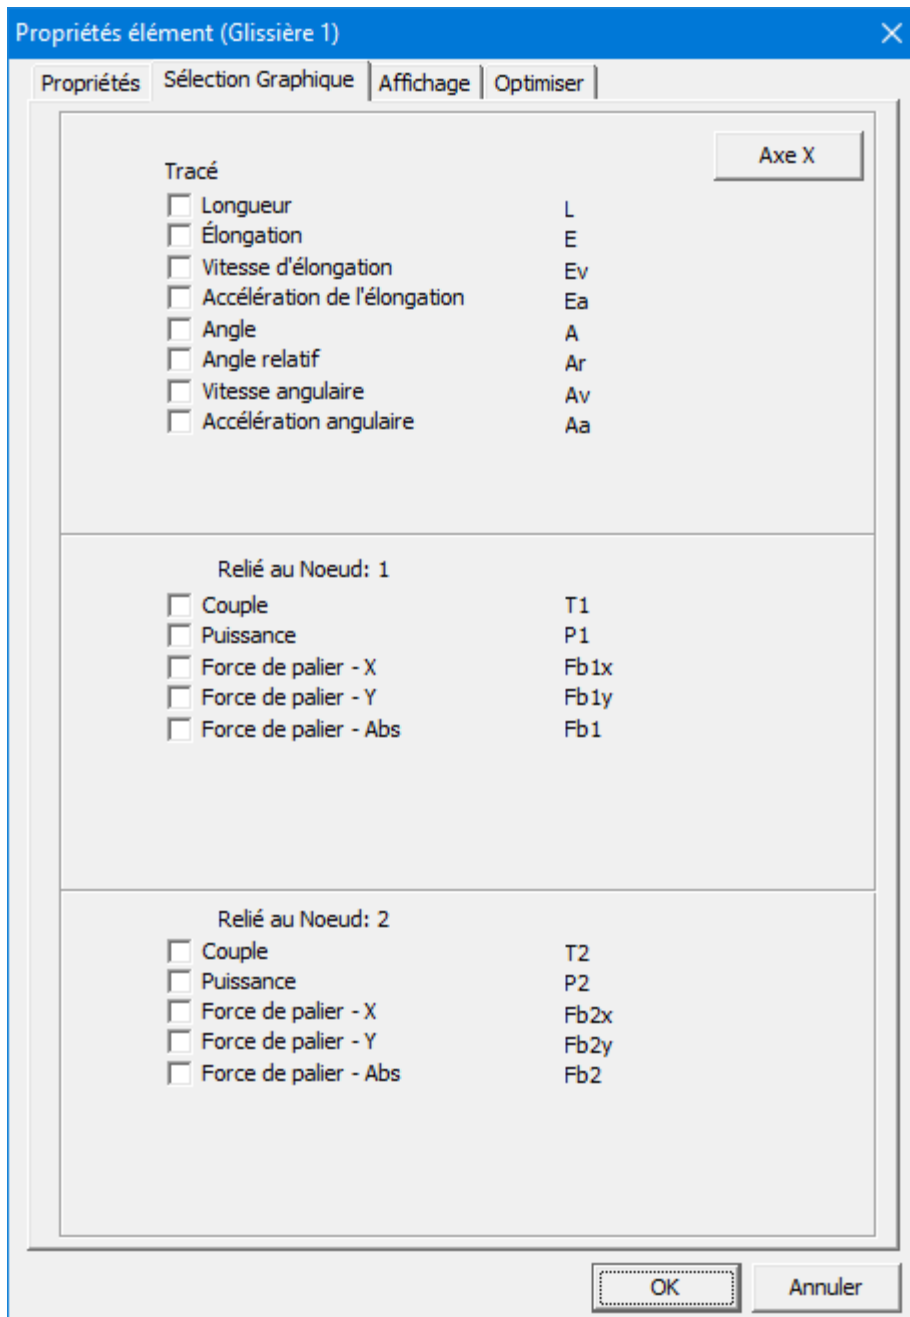 Propriétés élément (Glissière 1)
Propriétés Sélection Graphique Affichage Optimiser
Axe X
Tracé
Longueur L
Élongation E
Vitesse d'élongation Ev
Accélération de l'élongation Ea
Angle A
Angle relatif Ar
Vitesse angulaire Av
Accélération angulaire Aa
Relié au Noeud: 1
Couple T1
Puissance P1
Force de palier - X Fb1x
Force de palier - Y Fb1y
Force de palier - Abs Fb1
Relié au Noeud: 2
Couple T2
Puissance P2
Force de palier - X Fb2x
Force de palier - Y Fb2y
Force de palier - Abs Fb2
OK Annuler